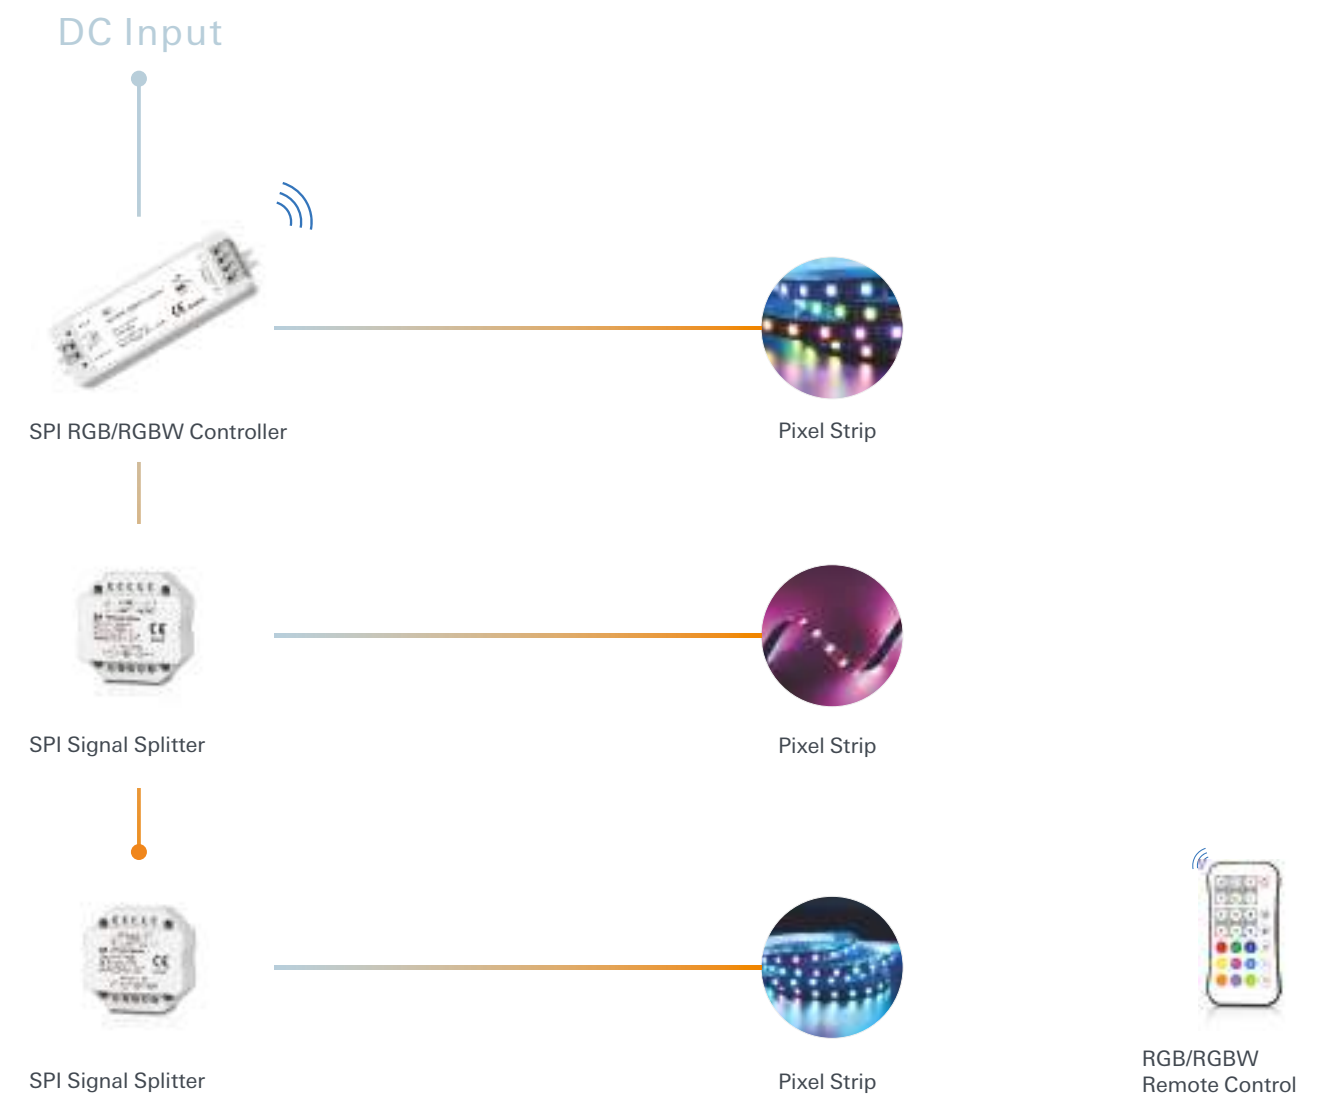 DC Input
SPI RGB/RGBW Controller
Pixel Strip
SPI Signal Splitter
Pixel Strip
SPI Signal Splitter
Pixel Strip
RGB/RGBW
Remote Control